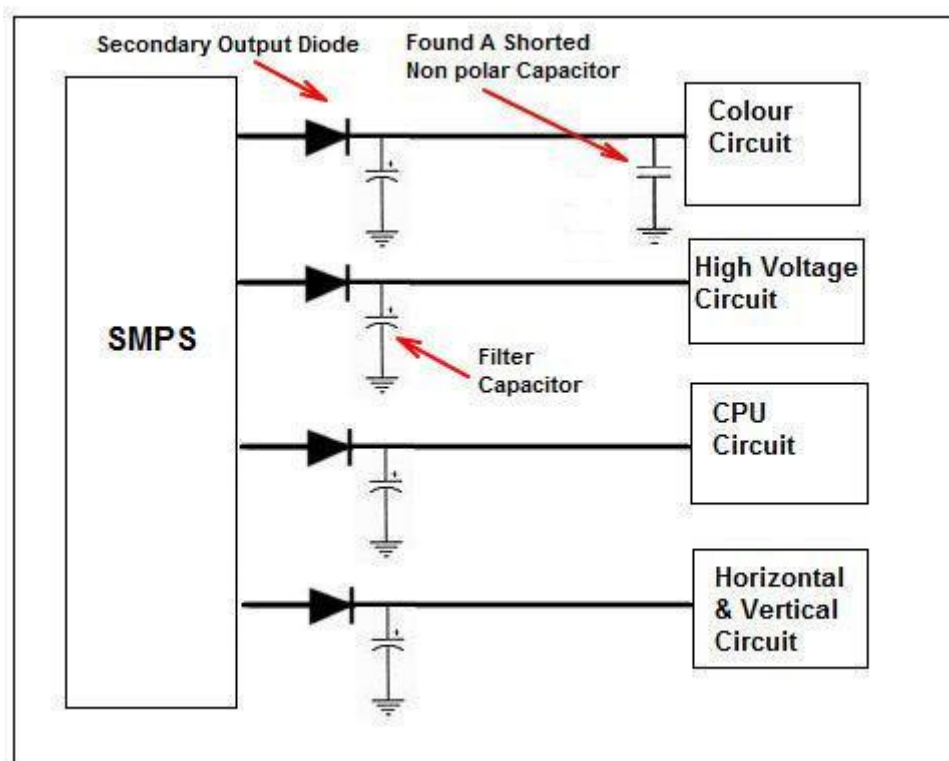 Secondary Output Diode
Found A Shorted
Non polar Capacitor
Colour
Circuit
High Voltage
Circuit
SMPS
Filter
Capacitor
CPU
Circuit
Horizontal
& Vertical
Circuit